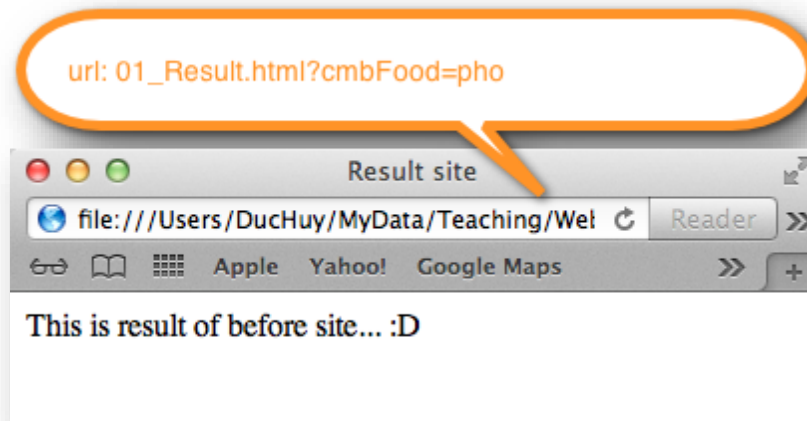 url: 01_Result.html?cmbFood=pho
Result site
file:///Users/DucHuy/MyData/Teaching/Wel
Reader
Apple Yahoo! Google Maps
This is result of before site... :D